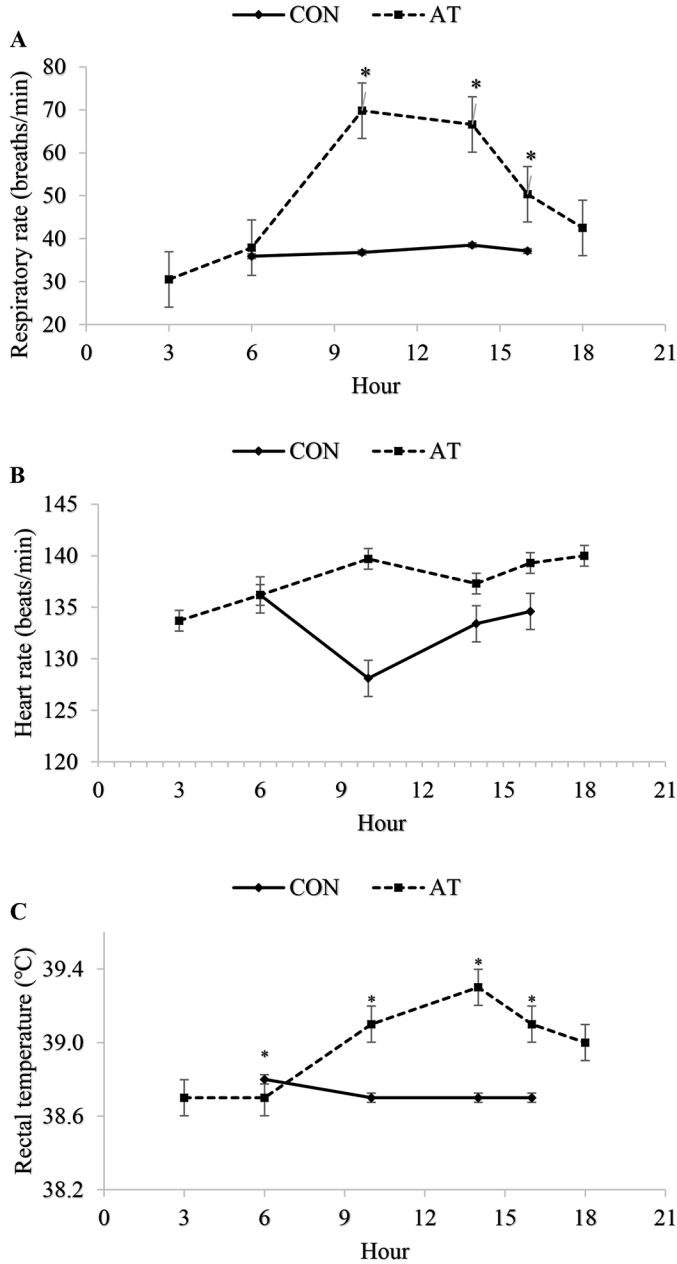 CON AT
A
80
70
60
50
40
30
20
Respiratory rate (breaths/min)
* * *
0 3 6 9 12 15 18 21
Hour
CON AT
B
145
140
135
130
125
120
Heart rate (beats/min)
0 3 6 9 12 15 18 21
Hour
CON AT
C
39.4
39.0
38.6
38.2
Rectal temperature (℃)
* * * *
0 3 6 9 12 15 18 21
Hour